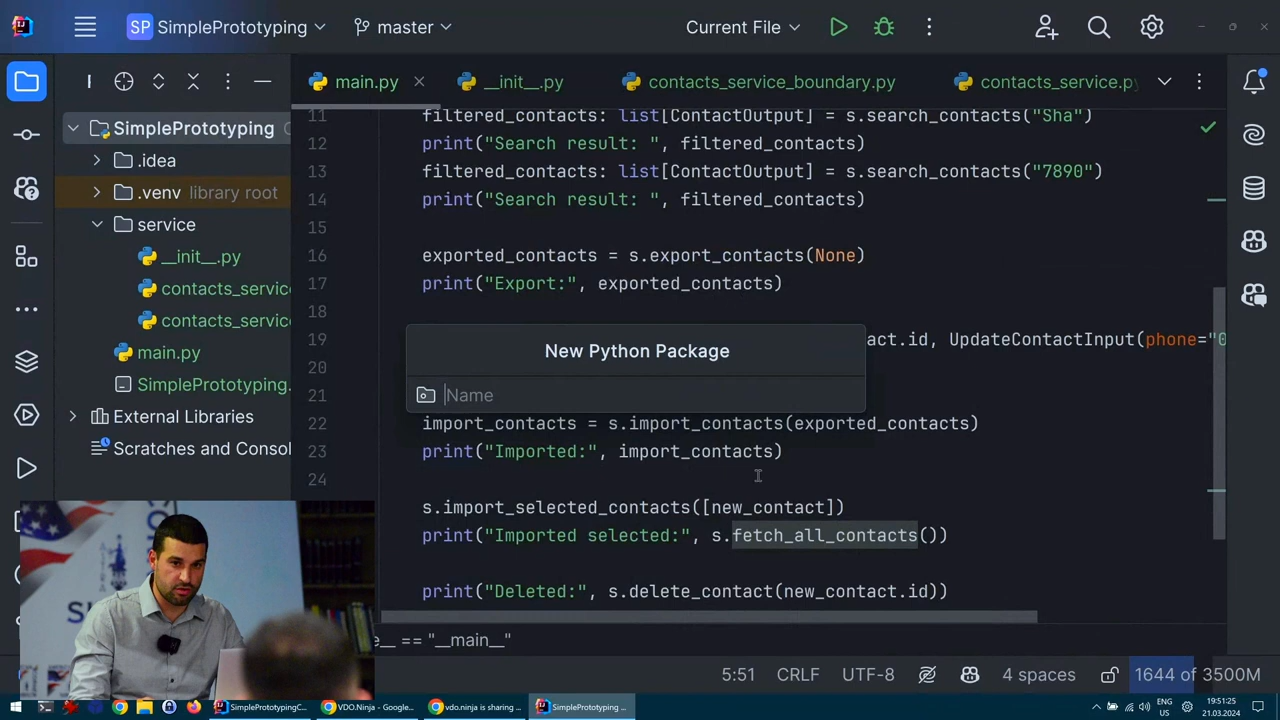 SP SimplePrototyping
master
Current File
main.py
__init__.py
contacts_service_boundary.py
contacts_service.py
SimplePrototyping
.idea
.venv library root
service
__init__.py
contacts_servic
contacts_servic
main.py
SimplePrototyping.
External Libraries
Scratches and Consol
11 filtered_contacts: list[ContactOutput] = s.search_contacts("Sha")
12 print("Search result: ", filtered_contacts)
13 filtered_contacts: list[ContactOutput] = s.search_contacts("7890")
14 print("Search result: ", filtered_contacts)
15
16 exported_contacts = s.export_contacts(None)
17 print("Export:", exported_contacts)
18
New Python Package
Name
19 act.id, UpdateContactInput(phone="0
20
21
22 import_contacts = s.import_contacts(exported_contacts)
23 print("Imported:", import_contacts)
24
s.import_selected_contacts([new_contact])
print("Imported selected:", s.fetch_all_contacts())
print("Deleted:", s.delete_contact(new_contact.id))
e__ == "__main__"
5:51 CRLF UTF-8 4 spaces 1644 of 3500M
SimplePrototypingC...
VDO.Ninja - Google...
vdo.ninja is sharing ...
SimplePrototyping ...
ENG
US
19:51:25
21.03.2024